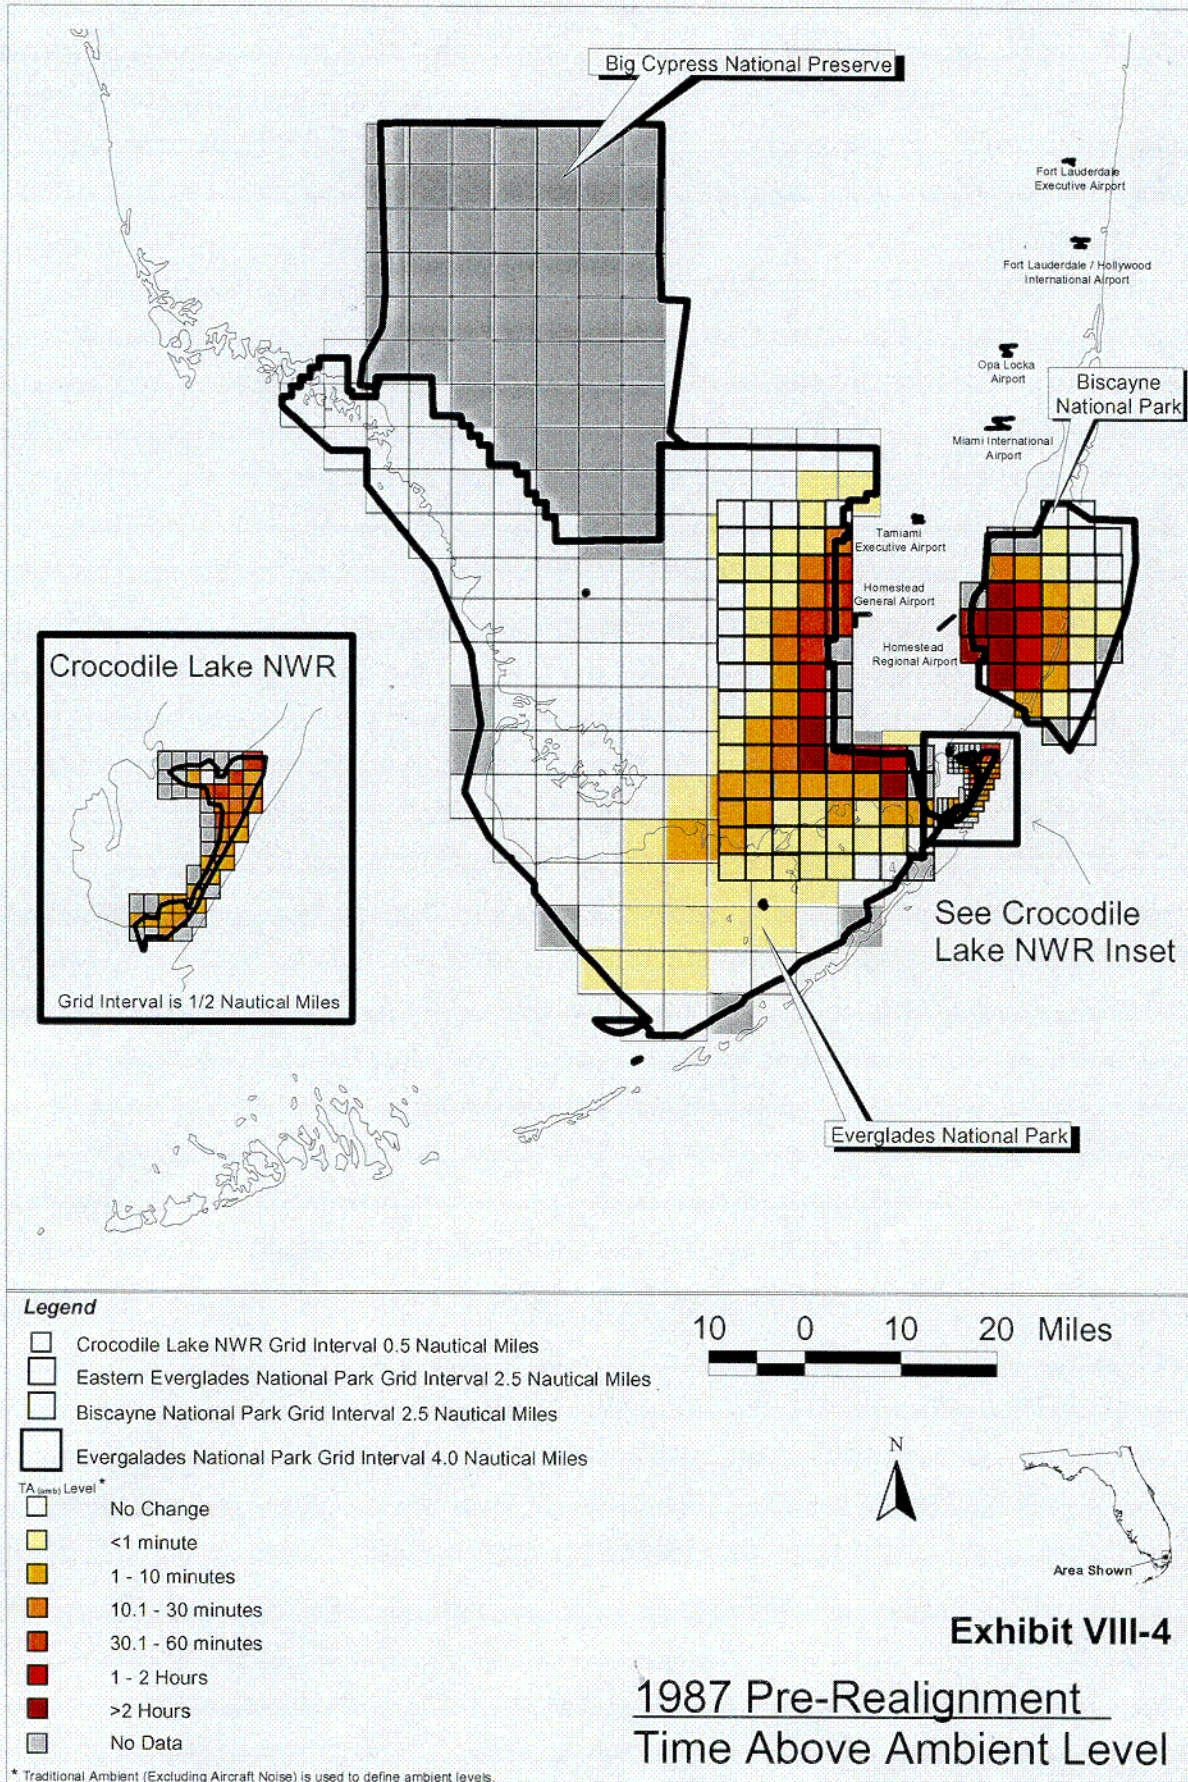 Big Cypress National Preserve
Fort Lauderdale
Executive Airport
Fort Lauderdale / Hollywood
International Airport
Opa Locka
Airport
Biscayne
National Park
Miami International
Airport
Tamiami
Executive Airport
Homestead
General Airport
Homestead
Regional Airport
Crocodile Lake NWR
Grid Interval is 1/2 Nautical Miles
See Crocodile
Lake NWR Inset
Everglades National Park
Legend
Crocodile Lake NWR Grid Interval 0.5 Nautical Miles
Eastern Everglades National Park Grid Interval 2.5 Nautical Miles
Biscayne National Park Grid Interval 2.5 Nautical Miles
Evergalades National Park Grid Interval 4.0 Nautical Miles
TA (amb) Level *
No Change
<1 minute
1 - 10 minutes
10.1 - 30 minutes
30.1 - 60 minutes
1 - 2 Hours
>2 Hours
No Data
* Traditional Ambient (Excluding Aircraft Noise) is used to define ambient levels.
10 0 10 20 Miles
N
Area Shown
Exhibit VIII-4
1987 Pre-Realignment
Time Above Ambient Level